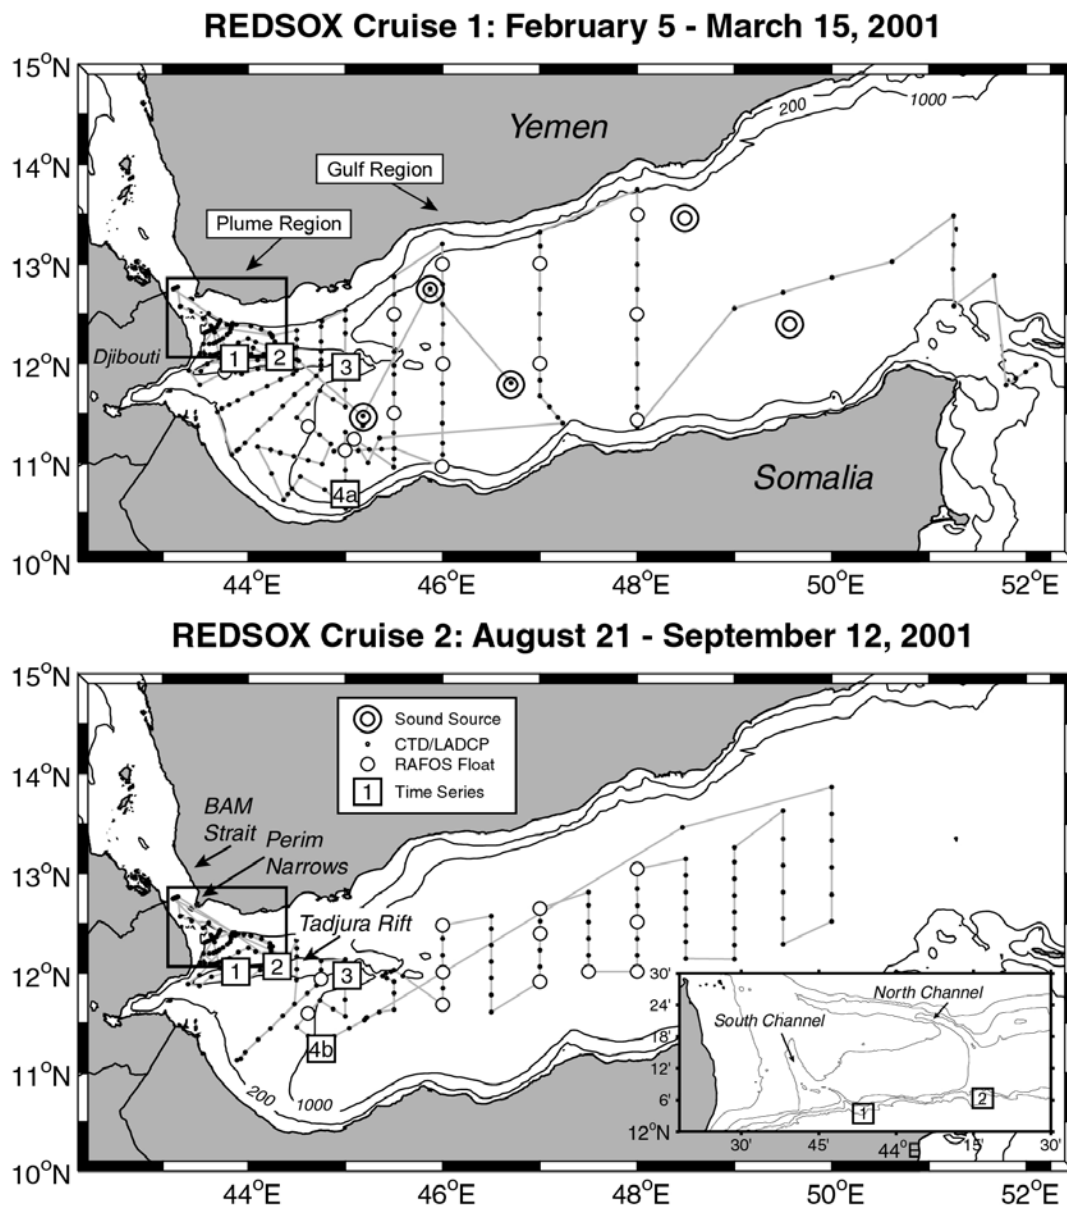 REDSOX Cruise 1: February 5 - March 15, 2001
15°N
14°N
13°N
12°N
11°N
10°N
200
1000
Yemen
Gulf Region
Plume Region
Djibouti
1
2
3
4a
Somalia
44°E
46°E
48°E
50°E
52°E
REDSOX Cruise 2: August 21 - September 12, 2001
15°N
14°N
13°N
12°N
11°N
10°N
Sound Source
CTD/LADCP
RAFOS Float
1 Time Series
BAM
Strait
Perim
Narrows
Tadjura Rift
1
2
3
4b
200
1000
30'
24'
18'
12'
6'
12°N
North Channel
South Channel
1
2
30'
45'
44°E
15'
30'
44°E
46°E
48°E
50°E
52°E